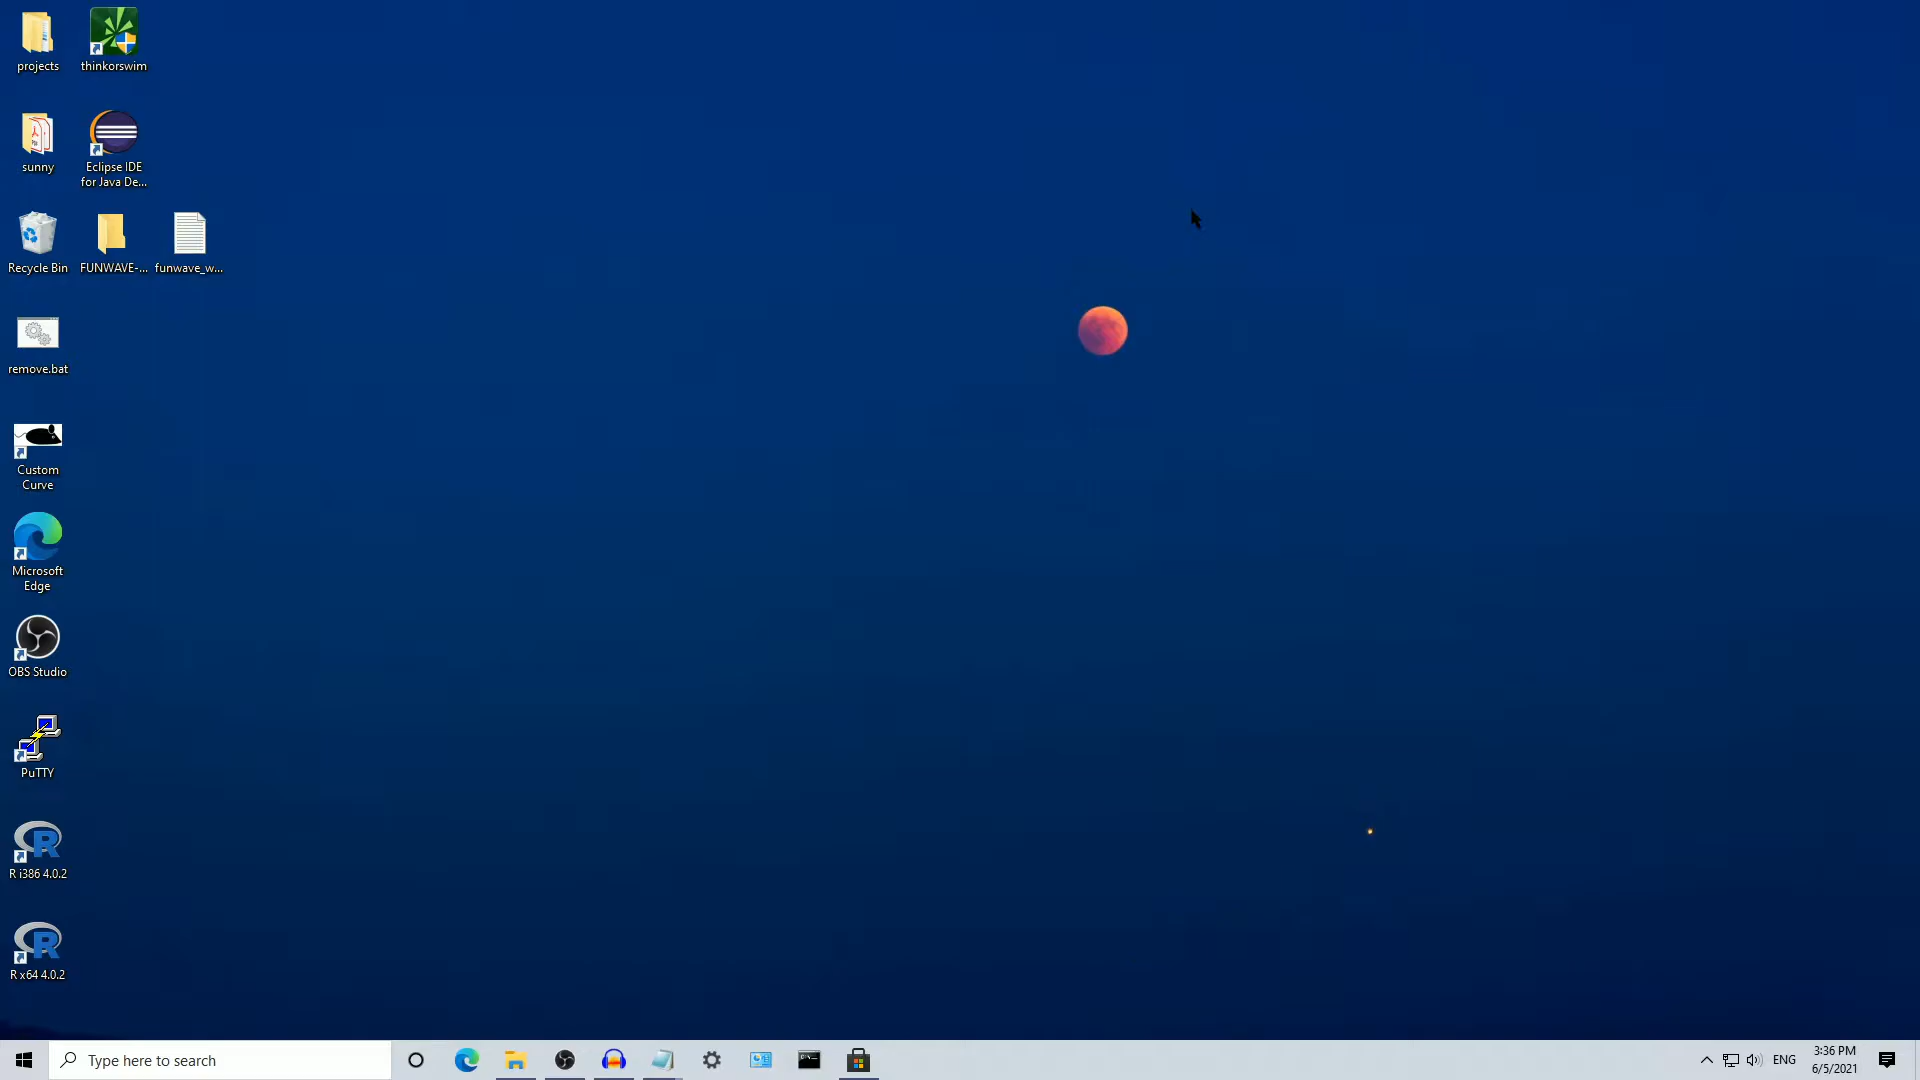 projects
thinkorswim
sunny
Eclipse IDE
for Java De...
Recycle Bin
FUNWAVE-...
funwave_w...
remove.bat
Custom
Curve
Microsoft
Edge
OBS Studio
PuTTY
R i386 4.0.2
R x64 4.0.2
Type here to search
ENG
3:36 PM
6/5/2021